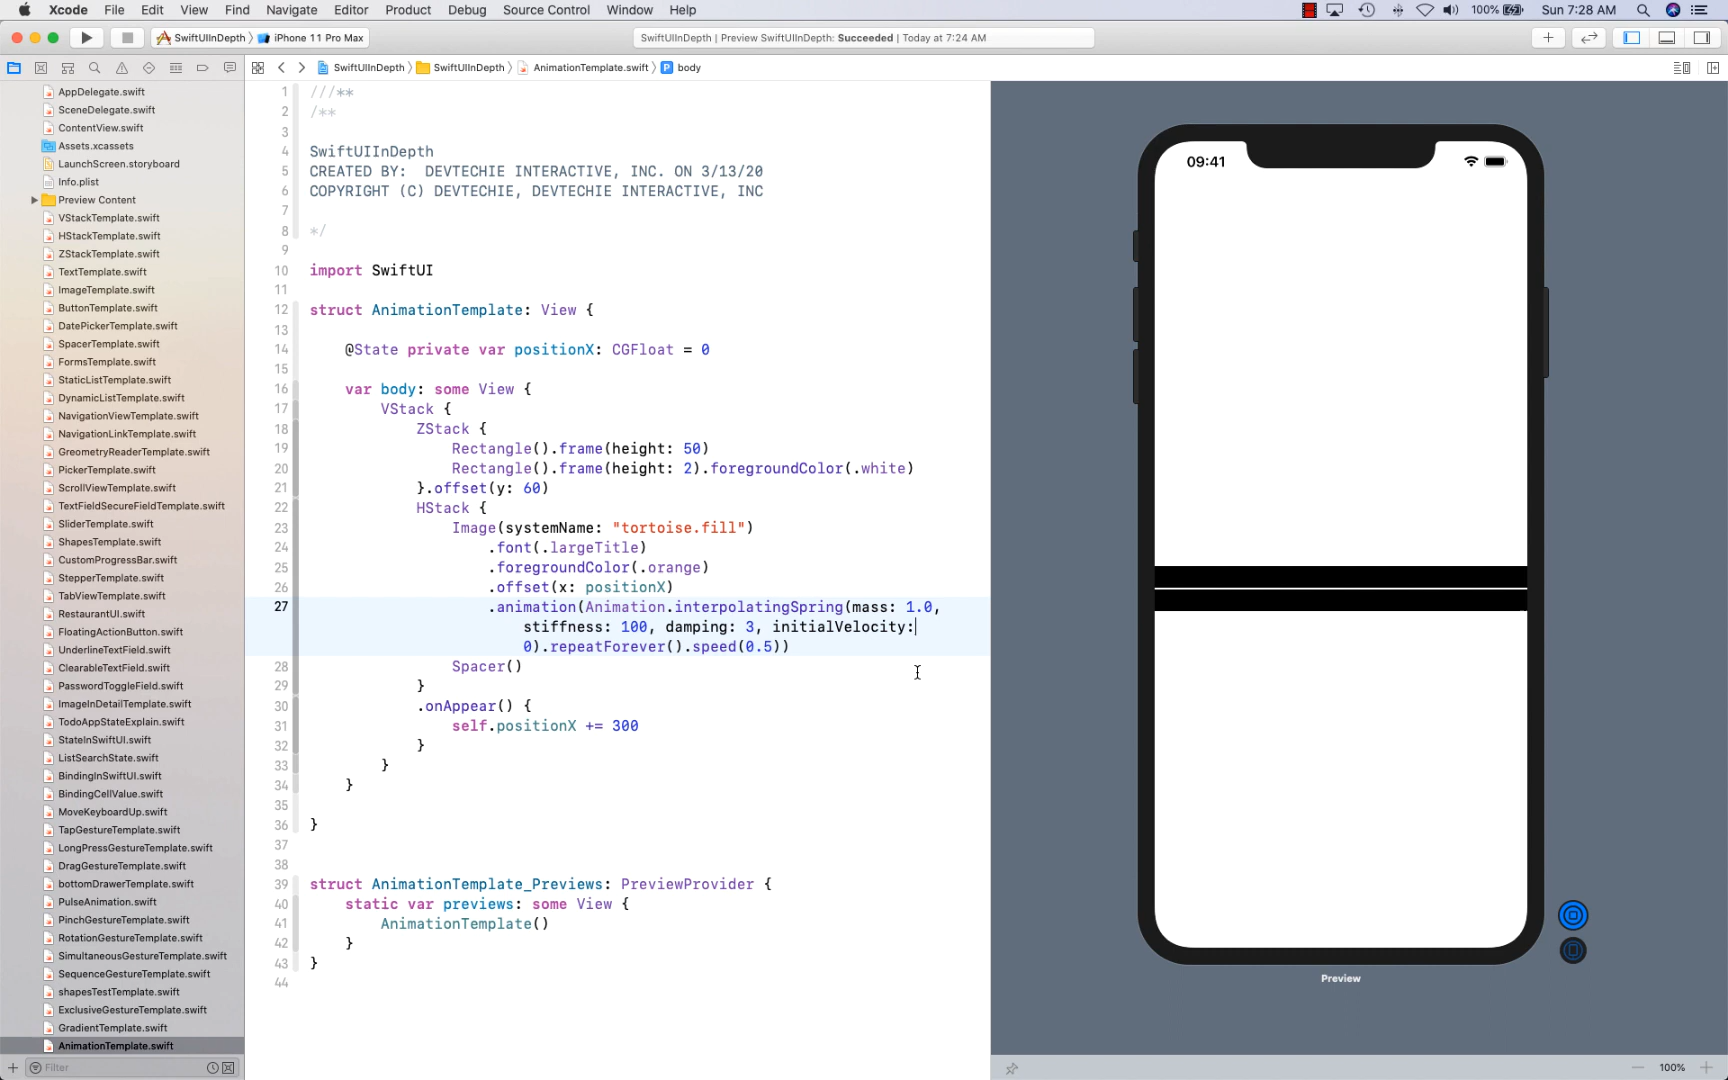 Xcode File Edit View Find Navigate Editor Product Debug Source Control Window Help 100% Sun 7:28 AM
SwiftUIInDepth iPhone 11 Pro Max SwiftUIInDepth | Preview SwiftUIInDepth: Succeeded | Today at 7:24 AM
SwiftUIInDepth SwiftUIInDepth AnimationTemplate.swift P body
AppDelegate.swift
SceneDelegate.swift
ContentView.swift
Assets.xcassets
LaunchScreen.storyboard
Info.plist
Preview Content
VStackTemplate.swift
HStackTemplate.swift
ZStackTemplate.swift
TextTemplate.swift
ImageTemplate.swift
ButtonTemplate.swift
DatePickerTemplate.swift
SpacerTemplate.swift
FormsTemplate.swift
StaticListTemplate.swift
DynamicListTemplate.swift
NavigationViewTemplate.swift
NavigationLinkTemplate.swift
GreometryReaderTemplate.swift
PickerTemplate.swift
ScrollViewTemplate.swift
TextFieldSecureFieldTemplate.swift
SliderTemplate.swift
ShapesTemplate.swift
CustomProgressBar.swift
StepperTemplate.swift
TabViewTemplate.swift
RestaurantUI.swift
FloatingActionButton.swift
UnderlineTextField.swift
ClearableTextField.swift
PasswordToggleField.swift
ImageInDetailTemplate.swift
TodoAppStateExplain.swift
StateInSwiftUI.swift
ListSearchState.swift
BindingInSwiftUI.swift
BindingCellValue.swift
MoveKeyboardUp.swift
TapGestureTemplate.swift
LongPressGestureTemplate.swift
DragGestureTemplate.swift
bottomDrawerTemplate.swift
PulseAnimation.swift
PinchGestureTemplate.swift
RotationGestureTemplate.swift
SimultaneousGestureTemplate.swift
SequenceGestureTemplate.swift
shapesTestTemplate.swift
ExclusiveGestureTemplate.swift
GradientTemplate.swift
AnimationTemplate.swift
Filter
1 ///**
2 /**
3
4 SwiftUIInDepth
5 CREATED BY:  DEVTECHIE INTERACTIVE, INC. ON 3/13/20
6 COPYRIGHT (C) DEVTECHIE, DEVTECHIE INTERACTIVE, INC
7
8 */
9
10 import SwiftUI
11
12 struct AnimationTemplate: View {
13
14 @State private var positionX: CGFloat = 0
15
16 var body: some View {
17 VStack {
18 ZStack {
19 Rectangle().frame(height: 50)
20 Rectangle().frame(height: 2).foregroundColor(.white)
21 }.offset(y: 60)
22 HStack {
23 Image(systemName: "tortoise.fill")
24 .font(.largeTitle)
25 .foregroundColor(.orange)
26 .offset(x: positionX)
27 .animation(Animation.interpolatingSpring(mass: 1.0,
stiffness: 100, damping: 3, initialVelocity:
0).repeatForever().speed(0.5))
28 Spacer()
29 }
30 .onAppear() {
31 self.positionX += 300
32 }
33 }
34 }
35
36 }
37
38
39 struct AnimationTemplate_Previews: PreviewProvider {
40 static var previews: some View {
41 AnimationTemplate()
42 }
43 }
44
09:41
Preview
100%